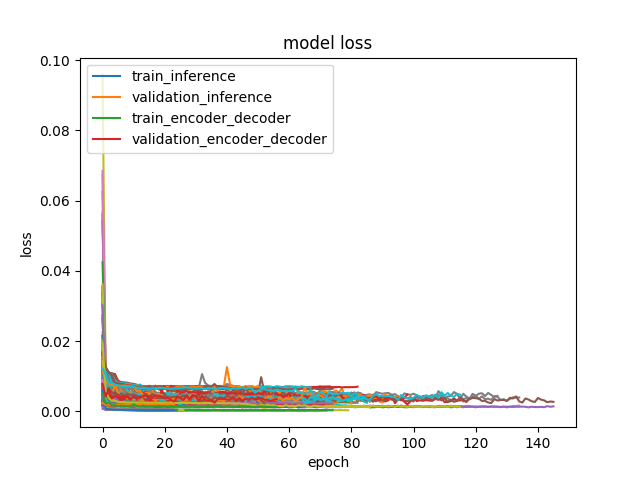 model loss
0.10
0.08
0.06
0.04
0.02
0.00
loss
train_inference
validation_inference
train_encoder_decoder
validation_encoder_decoder
0 20 40 60 80 100 120 140
epoch